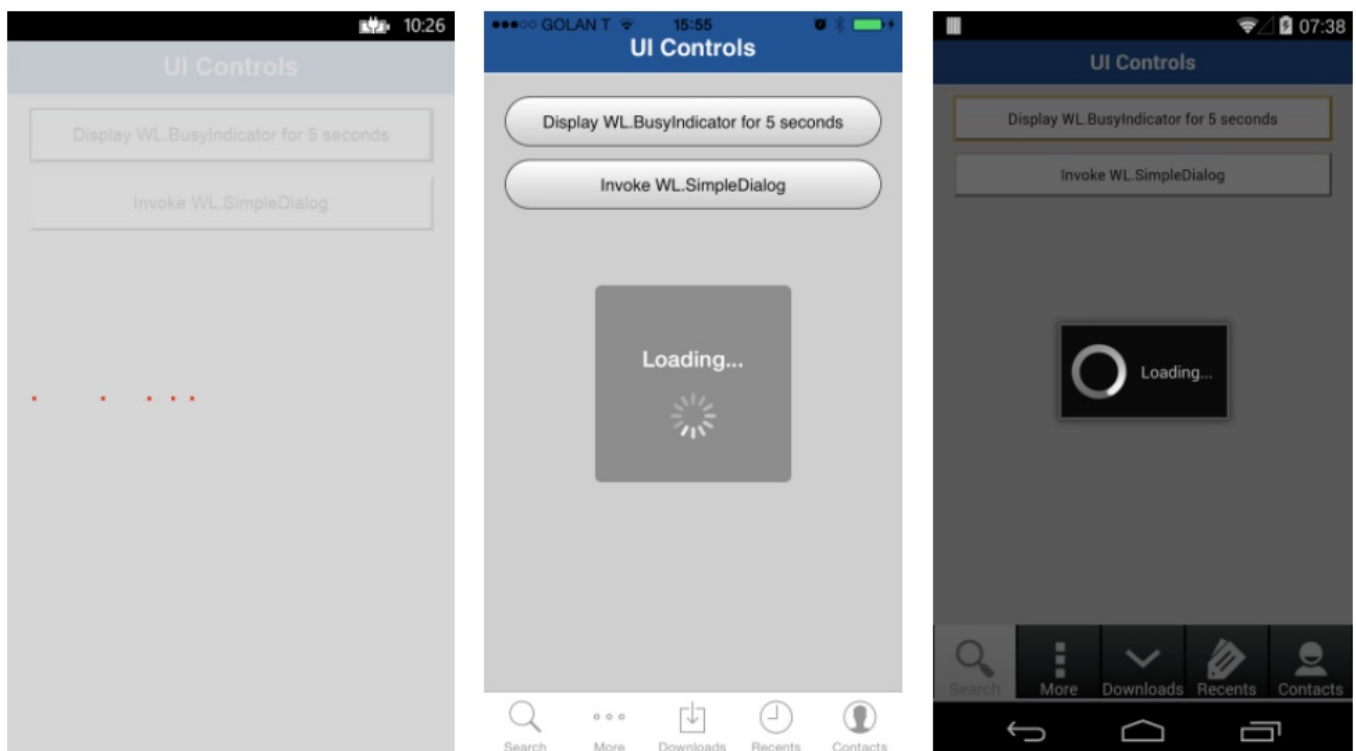 10:26
UI Controls
Display WL.BusyIndicator for 5 seconds
Invoke WL.SimpleDialog
GOLAN T 15:55
UI Controls
Display WL.BusyIndicator for 5 seconds
Invoke WL.SimpleDialog
Loading...
Search More Downloads Recents Contacts
07:38
UI Controls
Display WL.BusyIndicator for 5 seconds
Invoke WL.SimpleDialog
Loading...
Search More Downloads Recents Contacts